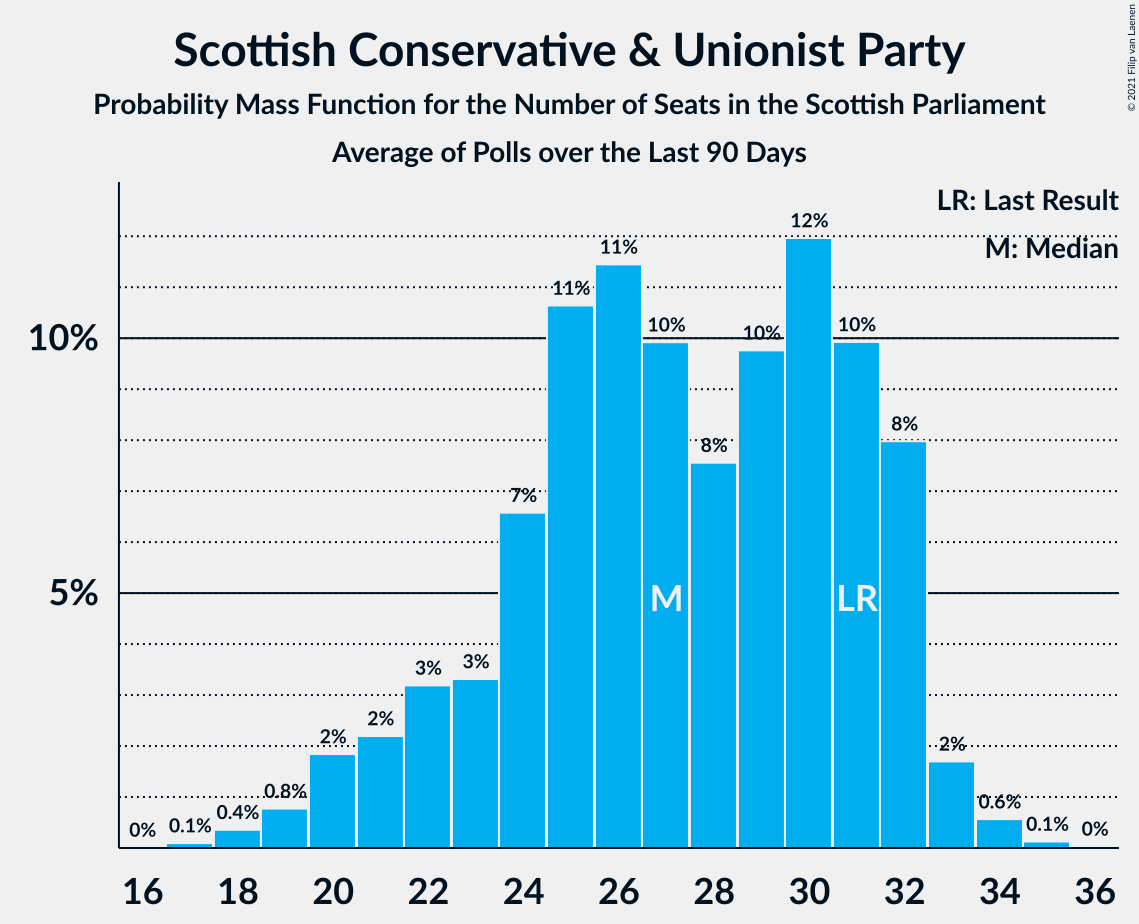 Scottish Conservative & Unionist Party
Probability Mass Function for the Number of Seats in the Scottish Parliament
Average of Polls over the Last 90 Days
© 2021 Filip van Laenen
LR: Last Result
M: Median
10%
5%
0%
0.1%
0.4%
0.8%
2%
2%
3%
3%
7%
11%
11%
10%
8%
10%
12%
10%
8%
2%
0.6%
0.1%
0%
M
LR
16 18 20 22 24 26 28 30 32 34 36